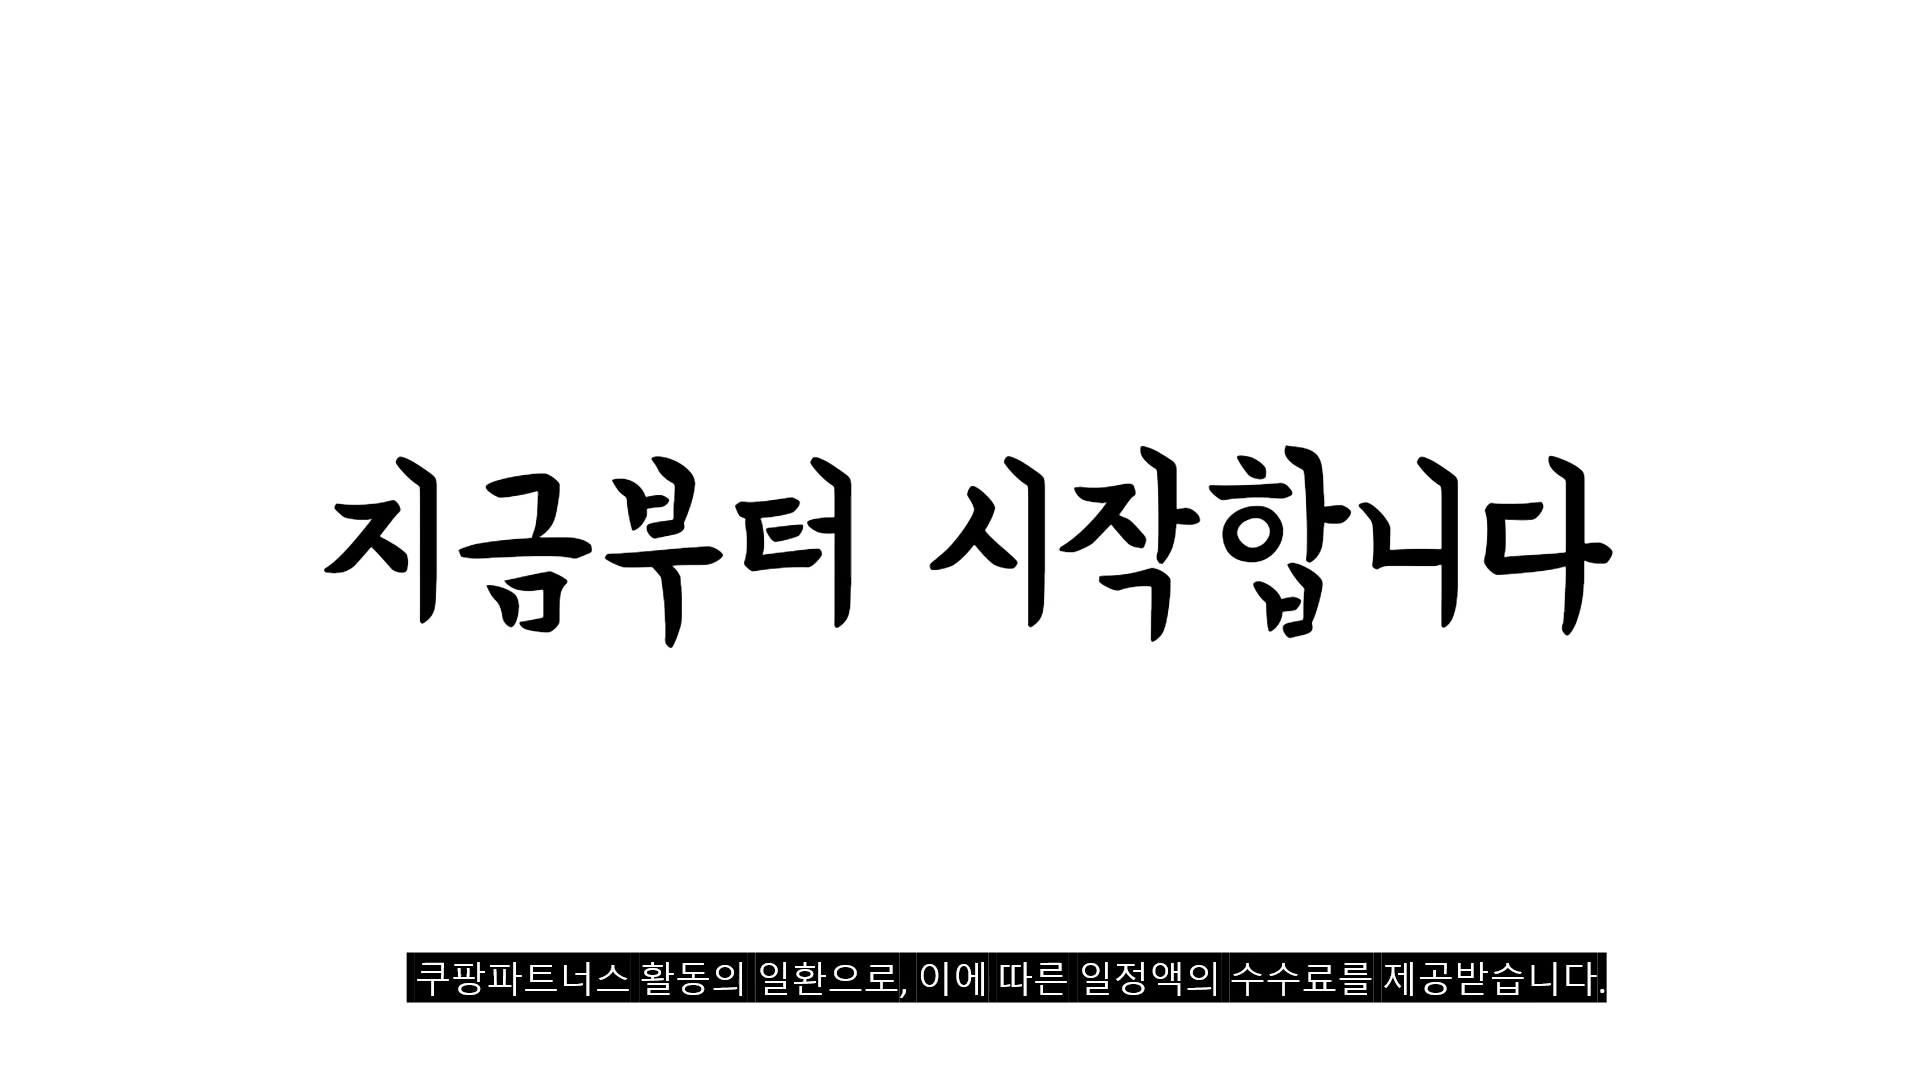 지금부터 시작합니다
쿠팡파트너스 활동의 일환으로, 이에 따른 일정액의 수수료를 제공받습니다.